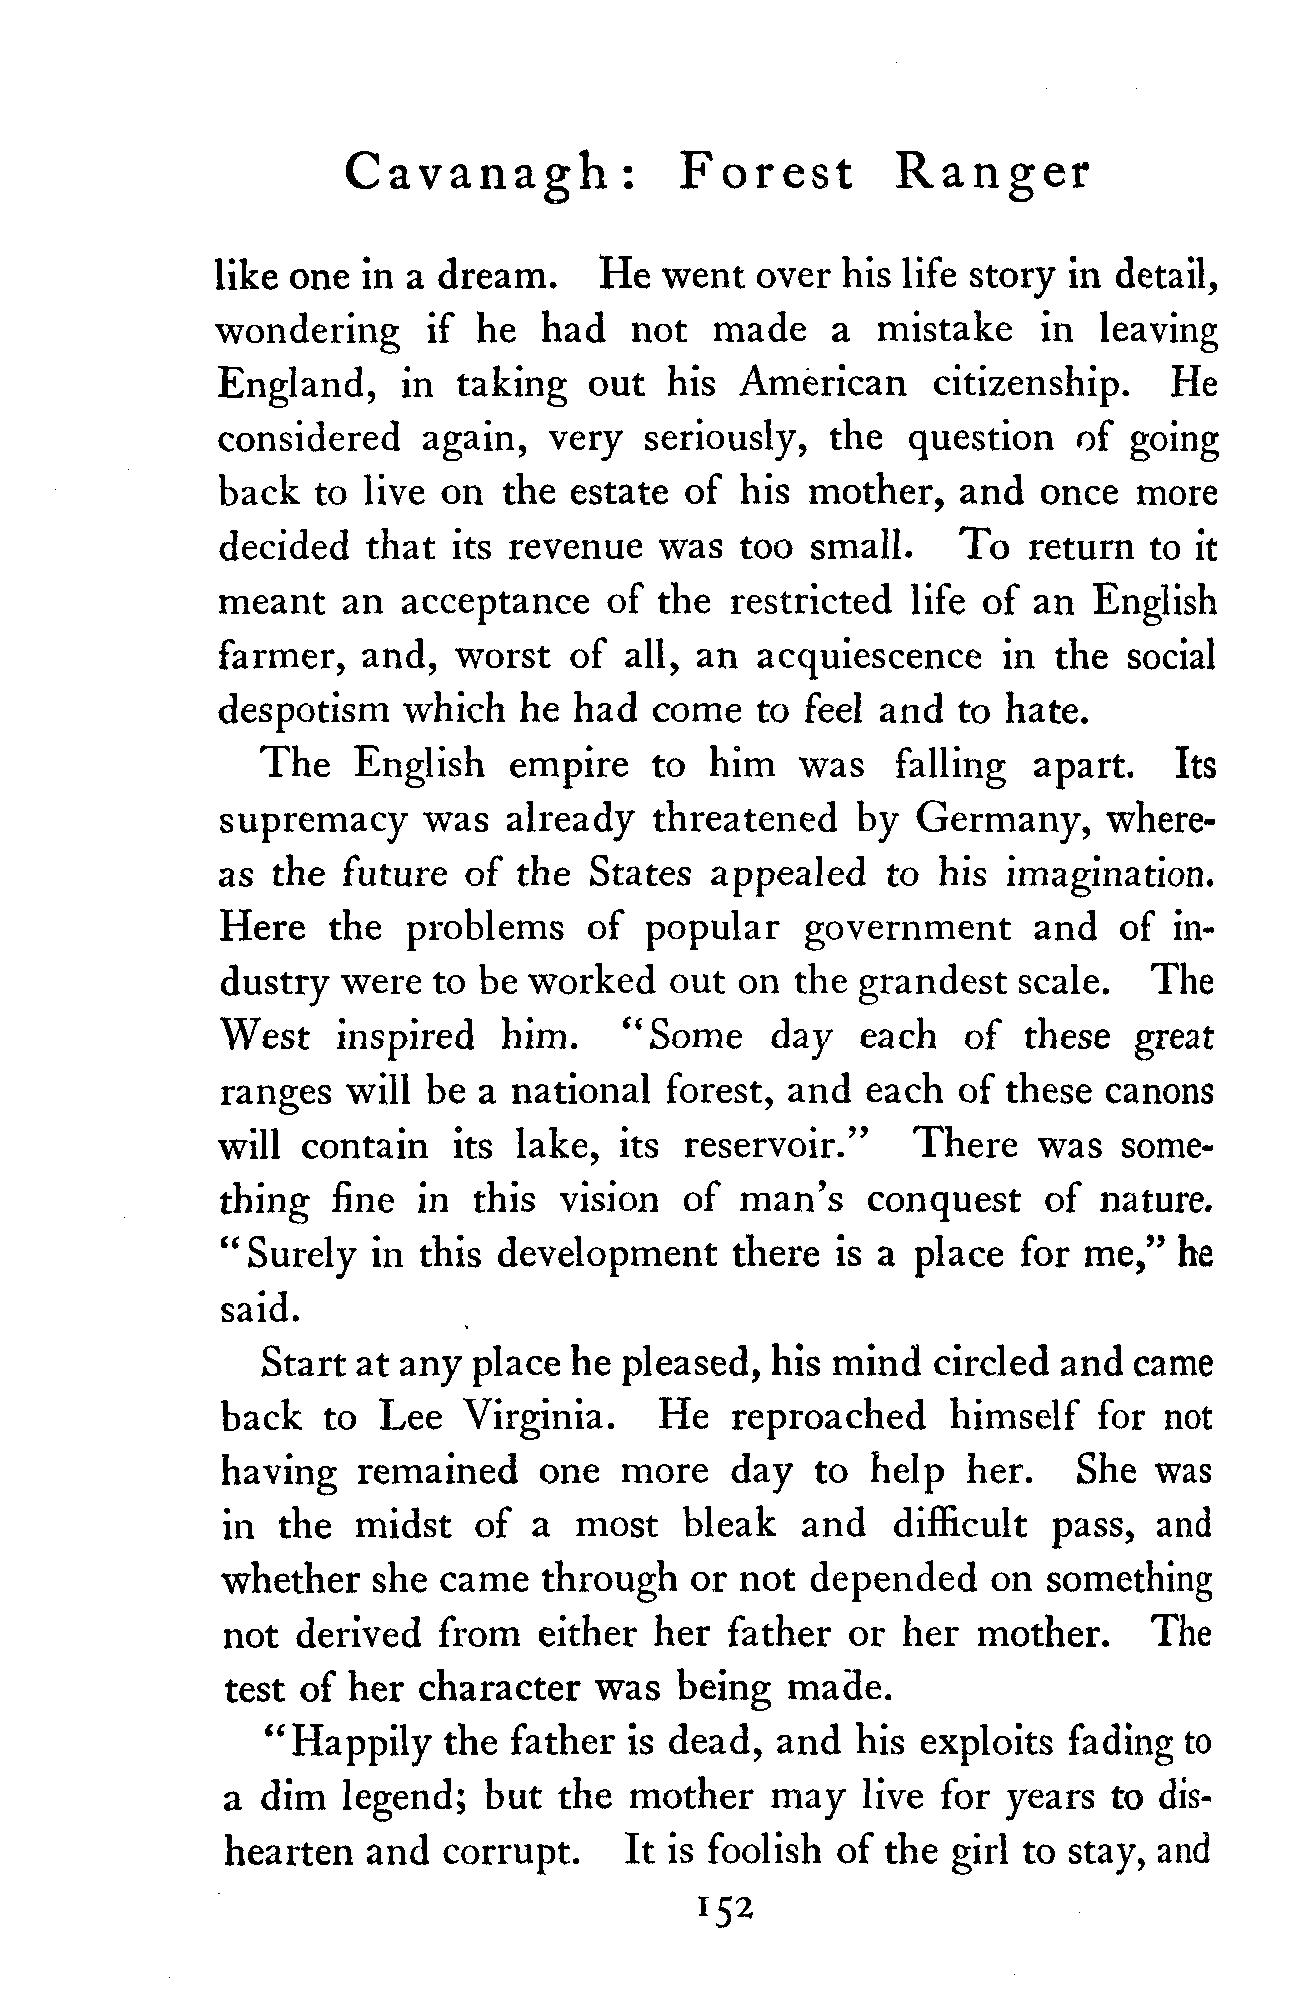 Cavanagh: Forest Ranger
like one in a dream. He went over his life story in detail,
wondering if he had not made a mistake in leaving
England, in taking out his American citizenship. He
considered again, very seriously, the question of going
back to live on the estate of his mother, and once more
decided that its revenue was too small. To return to it
meant an acceptance of the restricted life of an English
farmer, and, worst of all, an acquiescence in the social
despotism which he had come to feel and to hate.
The English empire to him was falling apart. Its
supremacy was already threatened by Germany, where-
as the future of the States appealed to his imagination.
Here the problems of popular government and of in-
dustry were to be worked out on the grandest scale. The
West inspired him. "Some day each of these great
ranges will be a national forest, and each of these canons
will contain its lake, its reservoir." There was some-
thing fine in this vision of man's conquest of nature.
"Surely in this development there is a place for me," he
said.
Start at any place he pleased, his mind circled and came
back to Lee Virginia. He reproached himself for not
having remained one more day to help her. She was
in the midst of a most bleak and difficult pass, and
whether she came through or not depended on something
not derived from either her father or her mother. The
test of her character was being made.
"Happily the father is dead, and his exploits fading to
a dim legend; but the mother may live for years to dis-
hearten and corrupt. It is foolish of the girl to stay, and
152